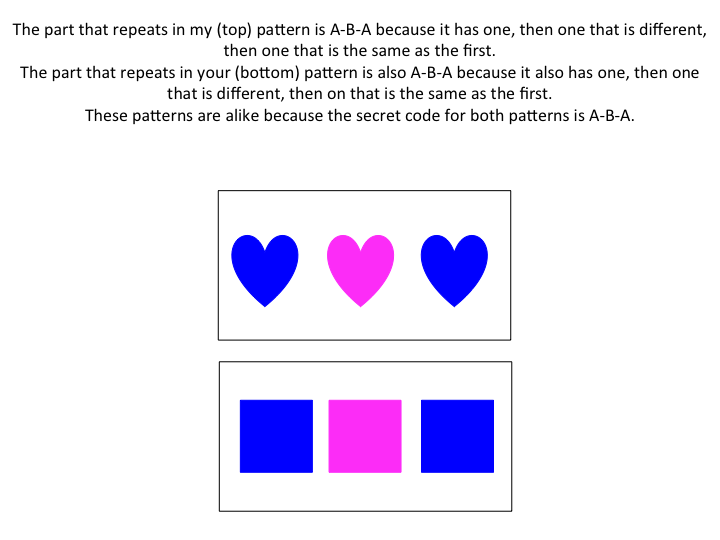 The part that repeats in my (top) pattern is A-B-A because it has one, then one that is different,
then one that is the same as the first.
The part that repeats in your (bottom) pattern is also A-B-A because it also has one, then one
that is different, then on that is the same as the first.
These patterns are alike because the secret code for both patterns is A-B-A.